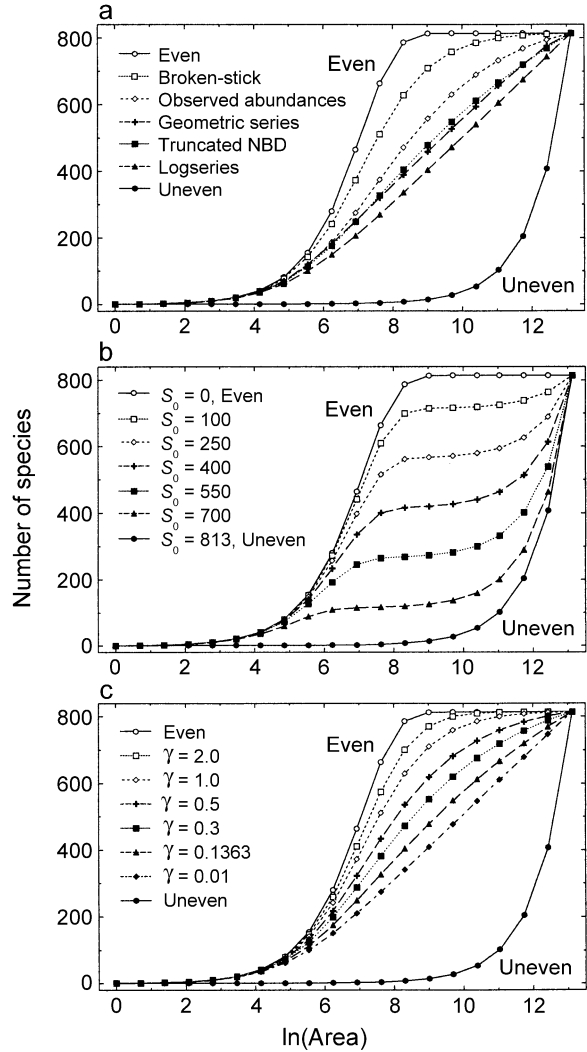 a
800
600
400
200
0
Even
Broken-stick
Observed abundances
Geometric series
Truncated NBD
Logseries
Uneven
Even
Uneven
0 2 4 6 8 10 12
b
800
600
400
200
0
S0 = 0, Even
S0 = 100
S0 = 250
S0 = 400
S0 = 550
S0 = 700
S0 = 813, Uneven
Even
Uneven
Number of species
0 2 4 6 8 10 12
c
800
600
400
200
0
Even
γ = 2.0
γ = 1.0
γ = 0.5
γ = 0.3
γ = 0.1363
γ = 0.01
Uneven
Even
Uneven
0 2 4 6 8 10 12
ln(Area)